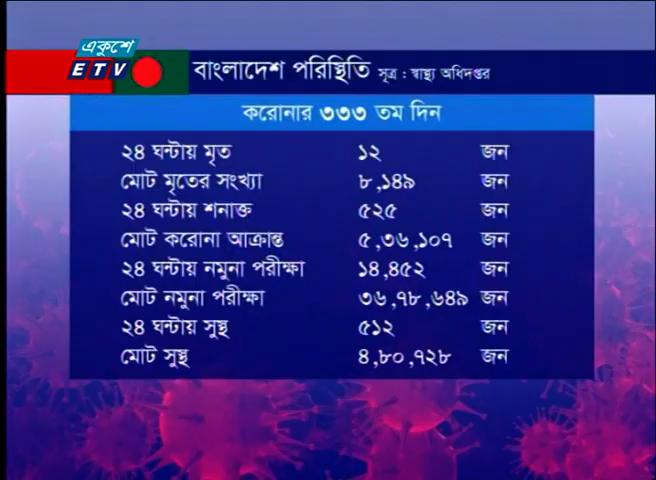 একুশে
ETV
বাংলাদেশ পরিস্থিতি সূত্র : স্বাস্থ্য অধিদপ্তর
করোনার ৩৩৩ তম দিন
২৪ ঘন্টায় মৃত ১২ জন
মোট মৃতের সংখ্যা ৮,১৪৯ জন
২৪ ঘন্টায় শনাক্ত ৫২৫ জন
মোট করোনা আক্রান্ত ৫,৩৬,১০৭ জন
২৪ ঘন্টায় নমুনা পরীক্ষা ১৪,৪৫২ জন
মোট নমুনা পরীক্ষা ৩৬,৭৮,৬৪৯ জন
২৪ ঘন্টায় সুস্থ ৫১২ জন
মোট সুস্থ ৪,৮০,৭২৮ জন